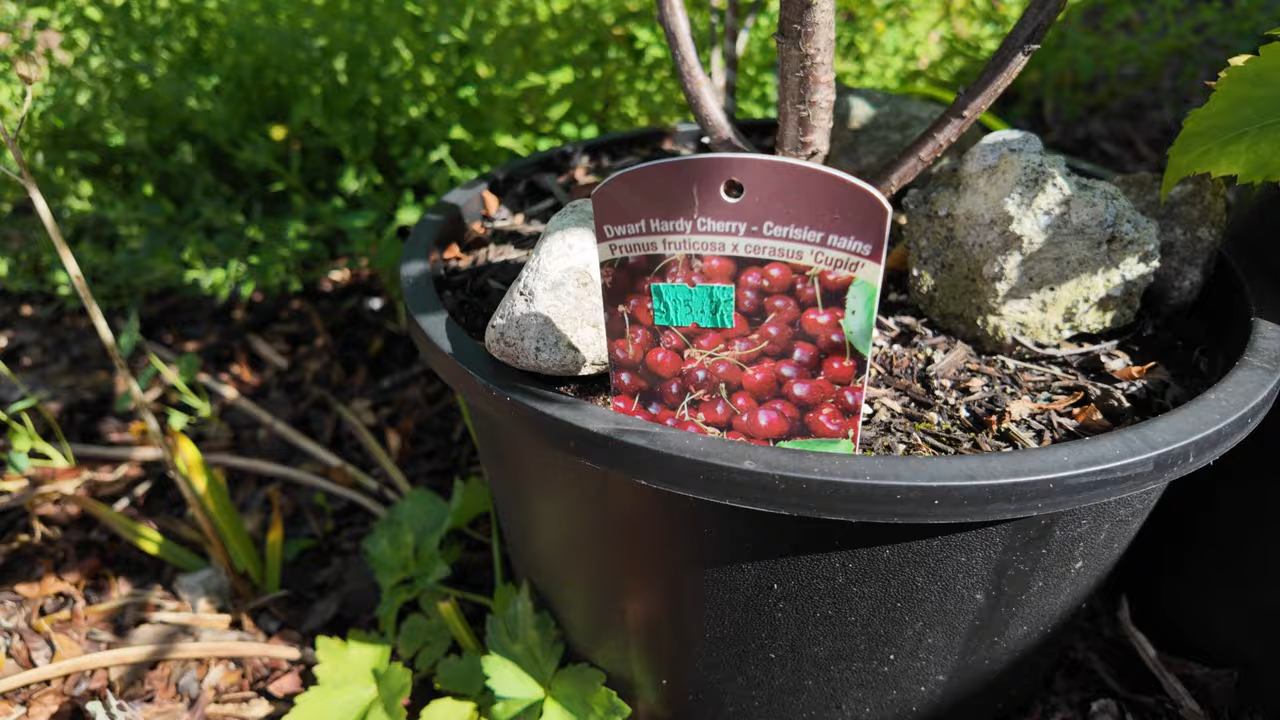 Dwarf Hardy Cherry - Cerisier nains
Prunus fruticosa x cerasus 'Cupid'